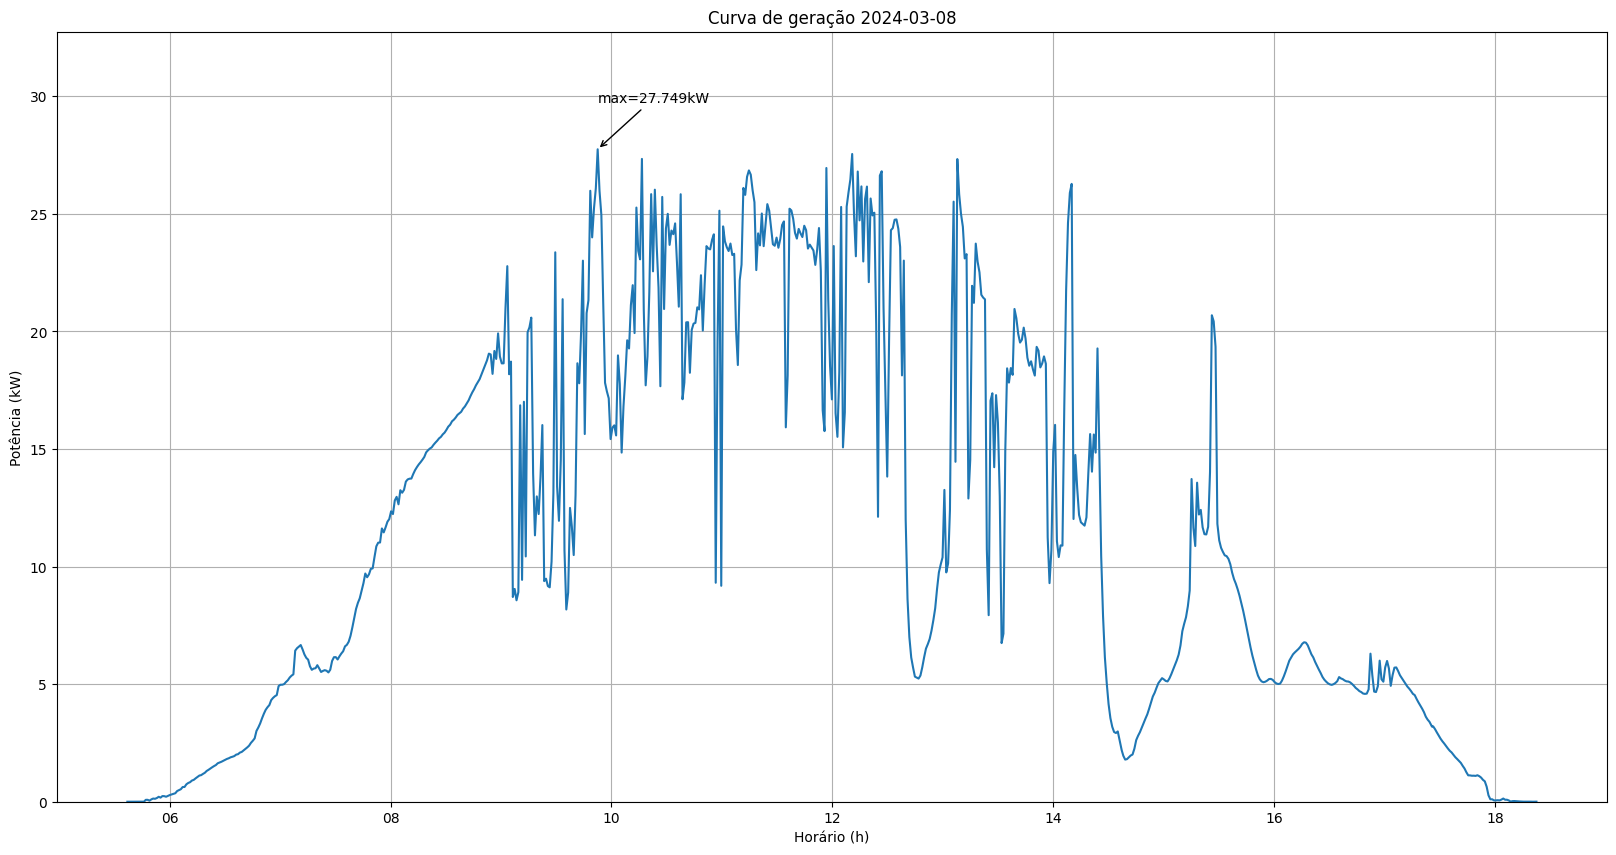 Curva de geração 2024-03-08
max=27.749kW
Potência (kW)
30
25
20
15
10
5
0
06 08 10 12 14 16 18
Horário (h)